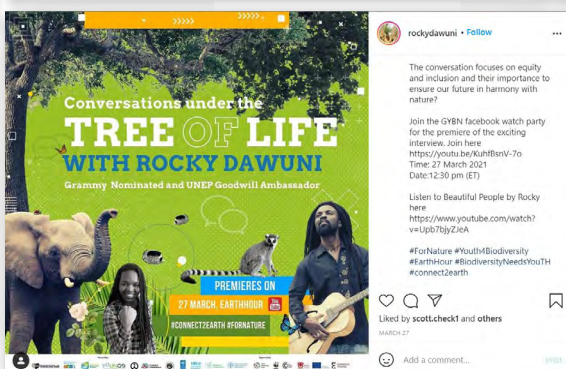 Conversations under the
TREE OF LIFE
WITH ROCKY DAWUNI
Grammy Nominated and UNEP Goodwill Ambassador
PREMIERES ON
27 MARCH, EARTHHOUR
#CONNECT2EARTH #FORNATURE
rockydawuni • Follow
The conversation focuses on equity
and inclusion and their importance to
ensure our future in harmony with
nature?
Join the GYBN facebook watch party
for the premiere of the exciting
interview. Join here
https://youtu.be/KuhfBsnV-7o
Time: 27 March 2021
Date:12:30 pm (ET)
Listen to Beautiful People by Rocky
here
https://www.youtube.com/watch?
v=Upb7bjyZJeA
#ForNature #Youth4Biodiversity
#EarthHour #BiodiversityNeedsYouTH
#connect2earth
Liked by scott.check1 and others
MARCH 27
Add a comment...